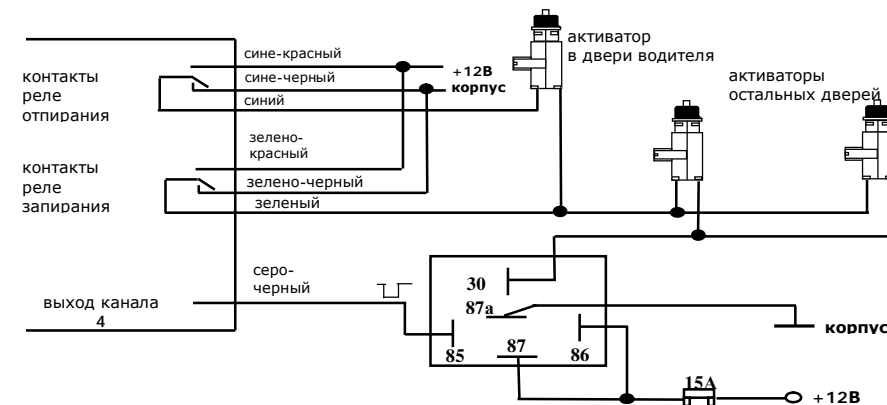 активатор
в двери водителя
активаторы
остальных дверей
контакты
реле
отпирания
сине-красный
сине-черный
синий
+12В
корпус
контакты
реле
запирания
зелено-
красный
зелено-черный
зеленый
выход канала
4
серо-
черный
30
87a
85
87
86
корпус
15А
+12В